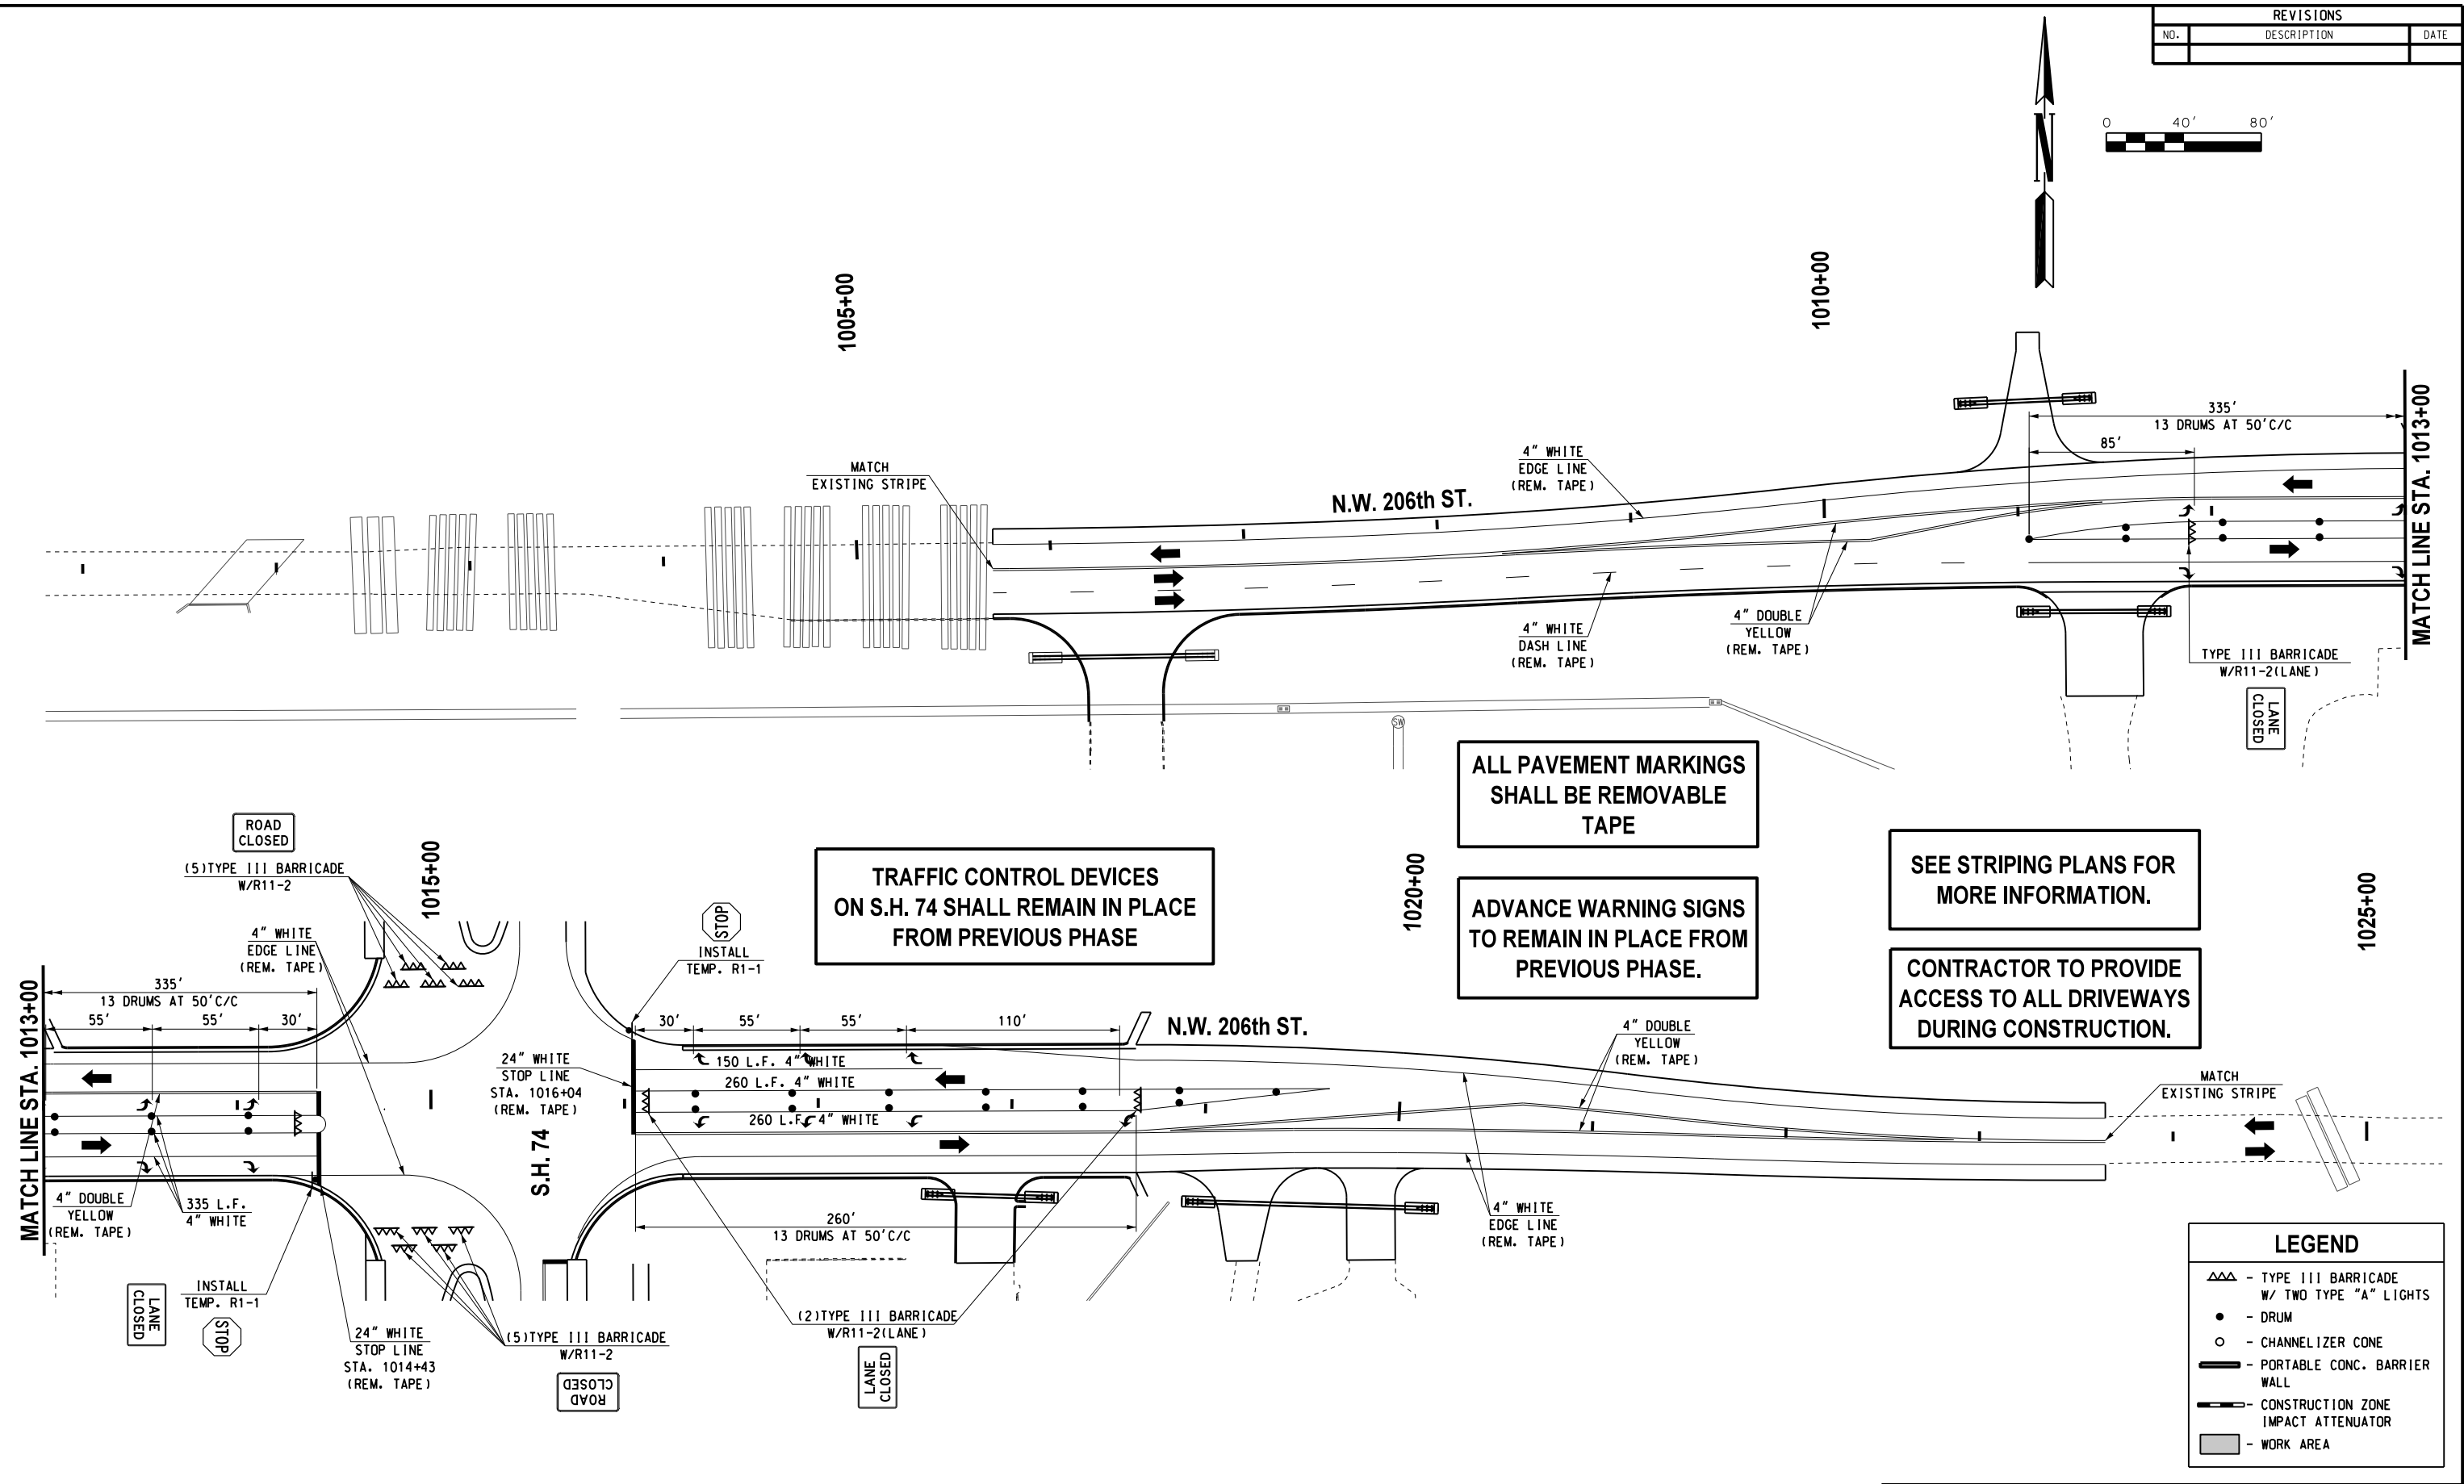 REVISIONS
NO. DESCRIPTION DATE
N
0 40' 80'
1005+00
1010+00
MATCH
EXISTING STRIPE
N.W. 206th ST.
4" WHITE
EDGE LINE
(REM. TAPE)
335'
13 DRUMS AT 50'C/C
85'
MATCH LINE STA. 1013+00
4" WHITE
DASH LINE
(REM. TAPE)
4" DOUBLE
YELLOW
(REM. TAPE)
TYPE III BARRICADE
W/R11-2(LANE)
LANE
CLOSED
SW
ALL PAVEMENT MARKINGS
SHALL BE REMOVABLE
TAPE
ROAD
CLOSED
(5)TYPE III BARRICADE
W/R11-2
1015+00
TRAFFIC CONTROL DEVICES
ON S.H. 74 SHALL REMAIN IN PLACE
FROM PREVIOUS PHASE
1020+00
ADVANCE WARNING SIGNS
TO REMAIN IN PLACE FROM
PREVIOUS PHASE.
SEE STRIPING PLANS FOR
MORE INFORMATION.
CONTRACTOR TO PROVIDE
ACCESS TO ALL DRIVEWAYS
DURING CONSTRUCTION.
1025+00
4" WHITE
EDGE LINE
(REM. TAPE)
STOP
INSTALL
TEMP. R1-1
MATCH LINE STA. 1013+00
335'
13 DRUMS AT 50'C/C
55' 55' 30'
30' 55' 55' 110'
N.W. 206th ST.
24" WHITE
STOP LINE
STA. 1016+04
(REM. TAPE)
150 L.F. 4" WHITE
260 L.F. 4" WHITE
260 L.F. 4" WHITE
4" DOUBLE
YELLOW
(REM. TAPE)
MATCH
EXISTING STRIPE
S.H. 74
4" DOUBLE
YELLOW
(REM. TAPE)
335 L.F.
4" WHITE
260'
13 DRUMS AT 50'C/C
4" WHITE
EDGE LINE
(REM. TAPE)
LANE
CLOSED
INSTALL
TEMP. R1-1
STOP
24" WHITE
STOP LINE
STA. 1014+43
(REM. TAPE)
(5)TYPE III BARRICADE
W/R11-2
ROAD
CLOSED
(2)TYPE III BARRICADE
W/R11-2(LANE)
LANE
CLOSED
LEGEND
- TYPE III BARRICADE
W/ TWO TYPE "A" LIGHTS
- DRUM
- CHANNELIZER CONE
- PORTABLE CONC. BARRIER
WALL
- CONSTRUCTION ZONE
IMPACT ATTENUATOR
- WORK AREA